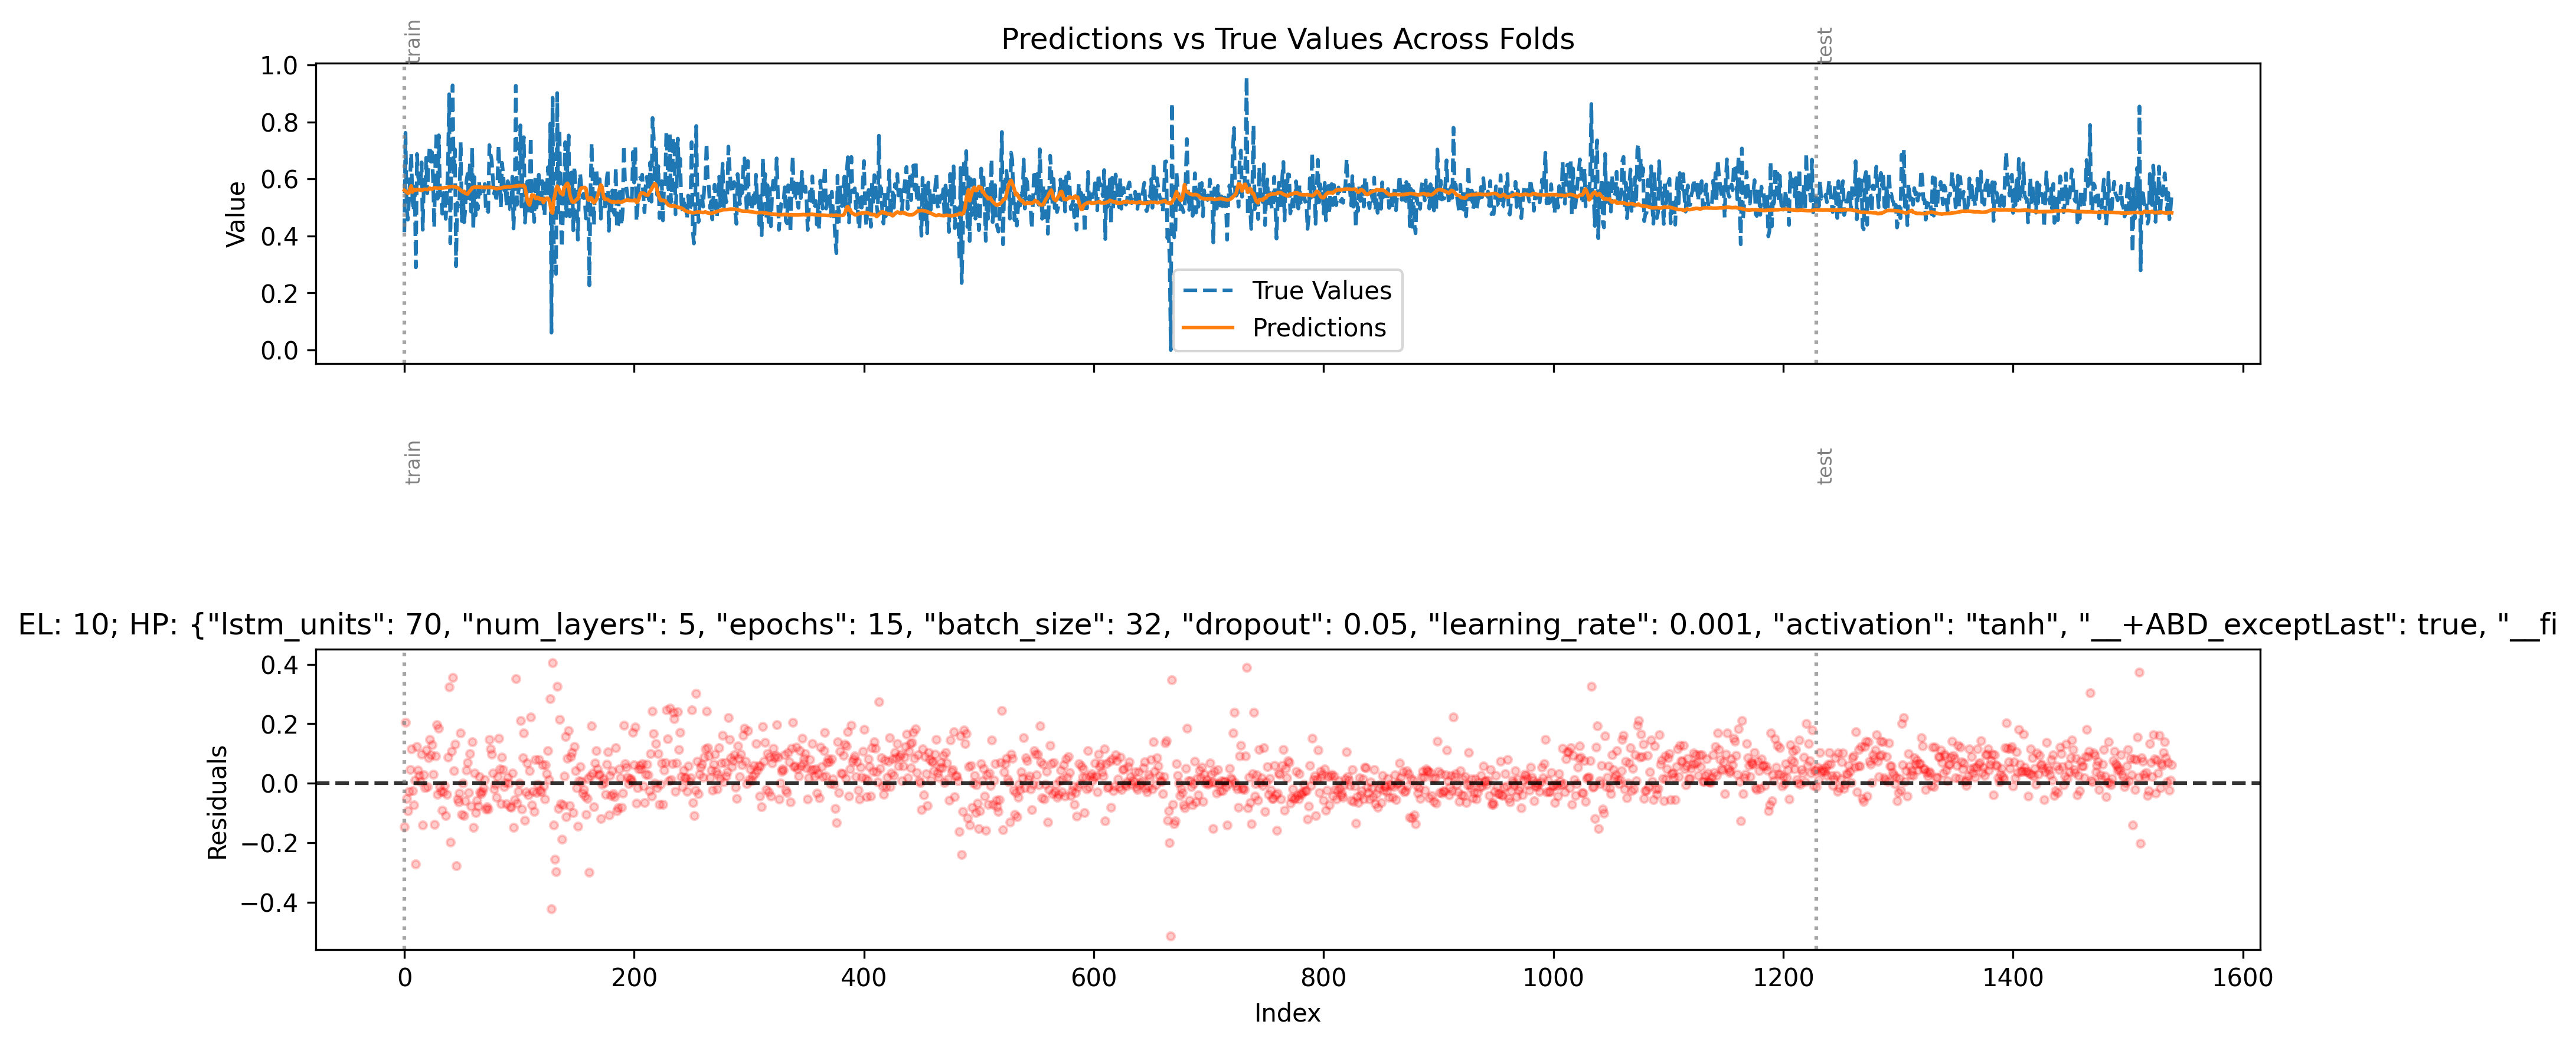 train
test
Predictions vs True Values Across Folds
1.0
0.8
0.6
0.4
0.2
0.0
Value
True Values
Predictions
train
test
EL: 10; HP: {"lstm_units": 70, "num_layers": 5, "epochs": 15, "batch_size": 32, "dropout": 0.05, "learning_rate": 0.001, "activation": "tanh", "__+ABD_exceptLast": true, "__fi
0.4
0.2
0.0
−0.2
−0.4
Residuals
0 200 400 600 800 1000 1200 1400 1600
Index